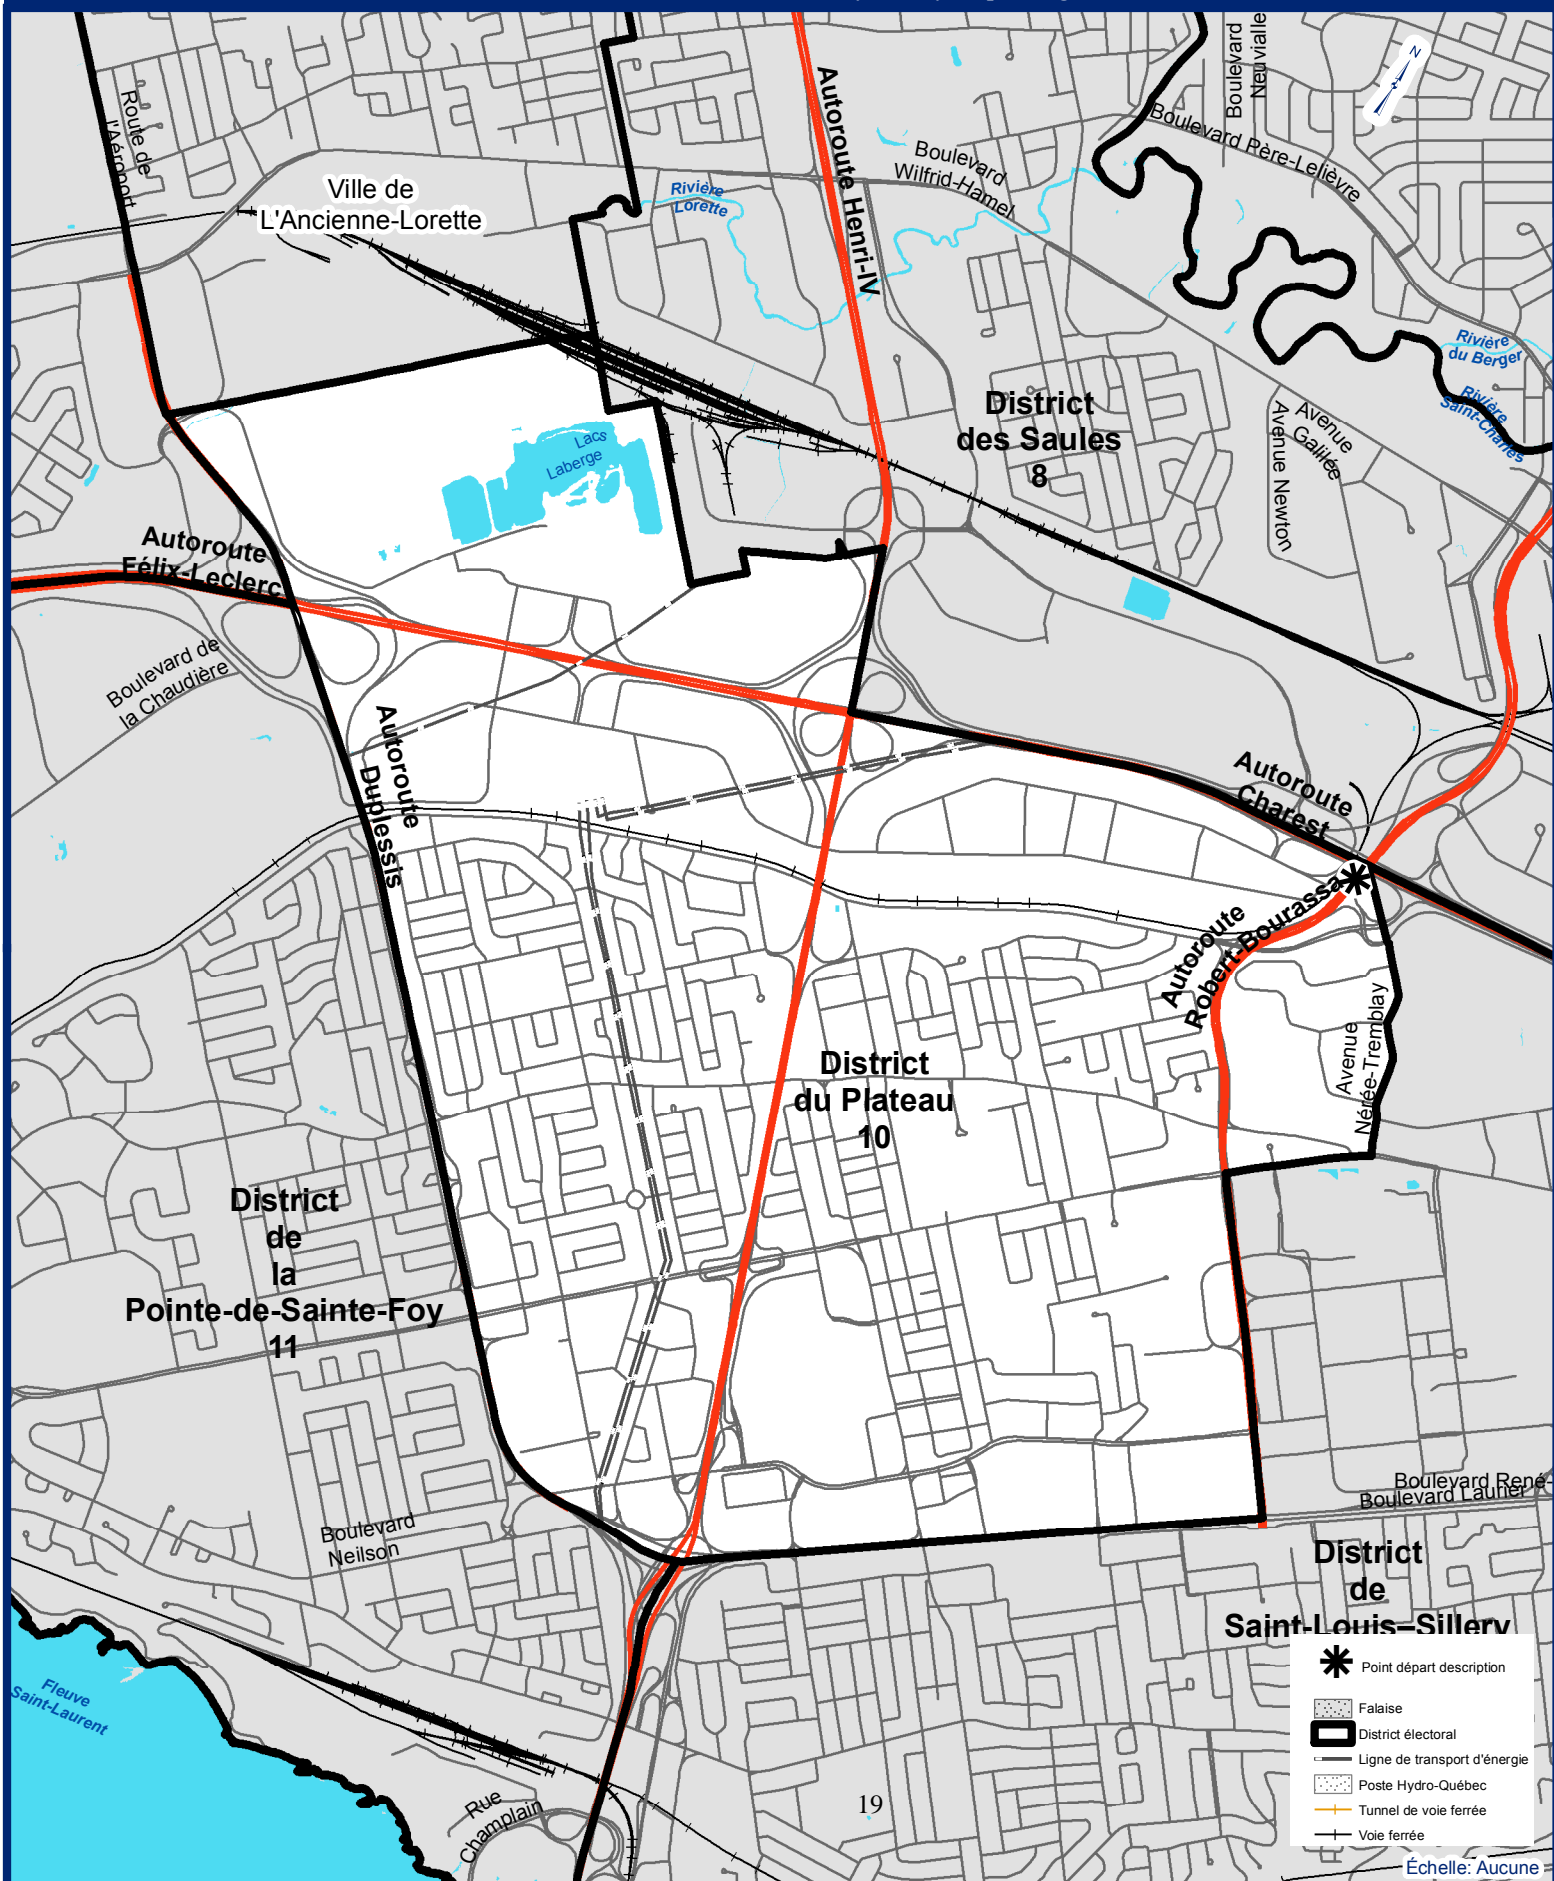 Autoroute Henri-IV
Boulevard
Neuvialle
N
Route de
l'Aéroport
Boulevard Père-Lelièvre
Boulevard
Wilfrid-Hamel
Ville de
L'Ancienne-Lorette
Rivière
Lorette
Rivière
du Berger
Rivière
Saint-Charles
District
des Saules
8
Avenue
Galilée
Avenue Newton
Lacs
Laberge
Autoroute
Félix-Leclerc
Boulevard de
la Chaudière
Autoroute
Duplessis
Autoroute
Charest
Autoroute
Robert-Bourassa
Avenue
Nérée-Tremblay
District
du Plateau
10
District
de
la
Pointe-de-Sainte-Foy
11
Boulevard René-
Boulevard Laurier
Boulevard
Neilson
District
de
Saint-Louis–Sillery
Fleuve
Saint-Laurent
Rue
Champlain
19
Point départ description
Falaise
District électoral
Ligne de transport d'énergie
Poste Hydro-Québec
Tunnel de voie ferrée
Voie ferrée
Échelle: Aucune